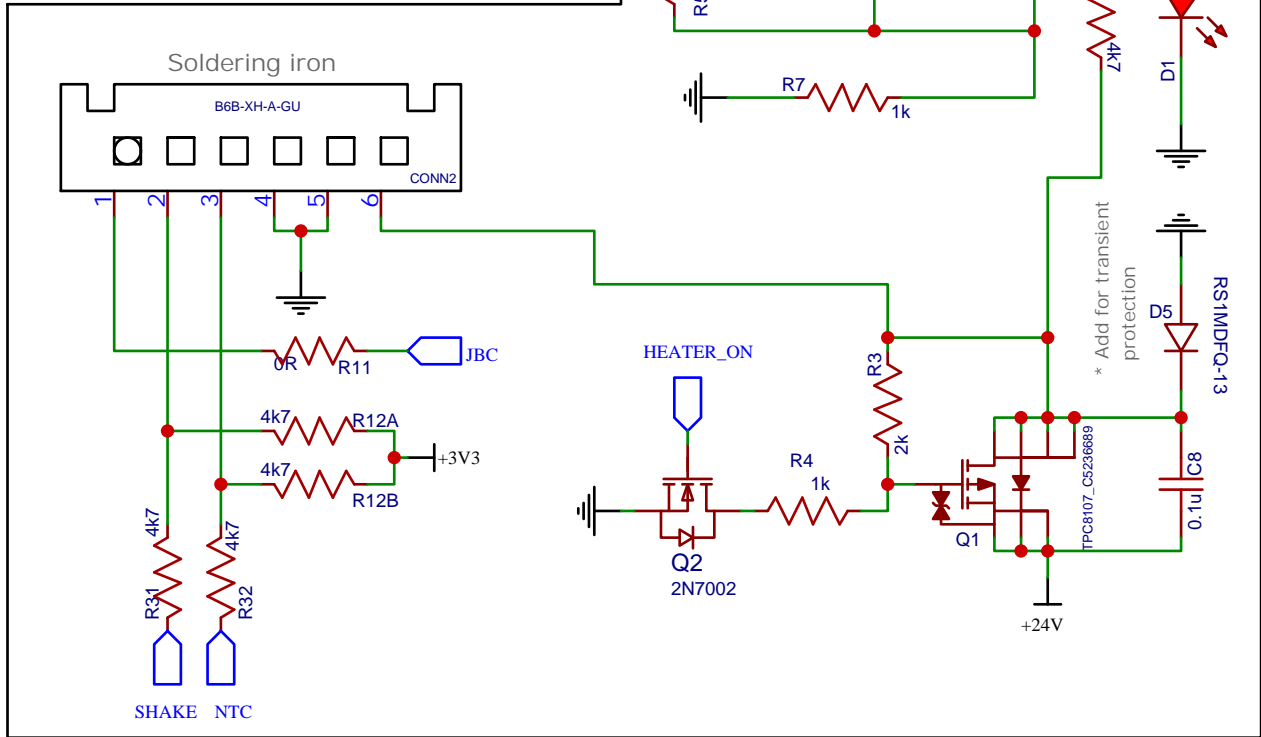 R5
4k7
D1
R7
1k
Soldering iron
B6B-XH-A-GU
CONN2
1 2 3 4 5 6
* Add for transient
protection
RS1MDFQ-13
D5
0R
R11
JBC
HEATER_ON
R3
2k
4k7
R12A
+3V3
4k7
R12B
R4
1k
TPC8107_C5236689
C8
0.1u
Q1
Q2
2N7002
4k7
4k7
R31
R32
+24V
SHAKE
NTC